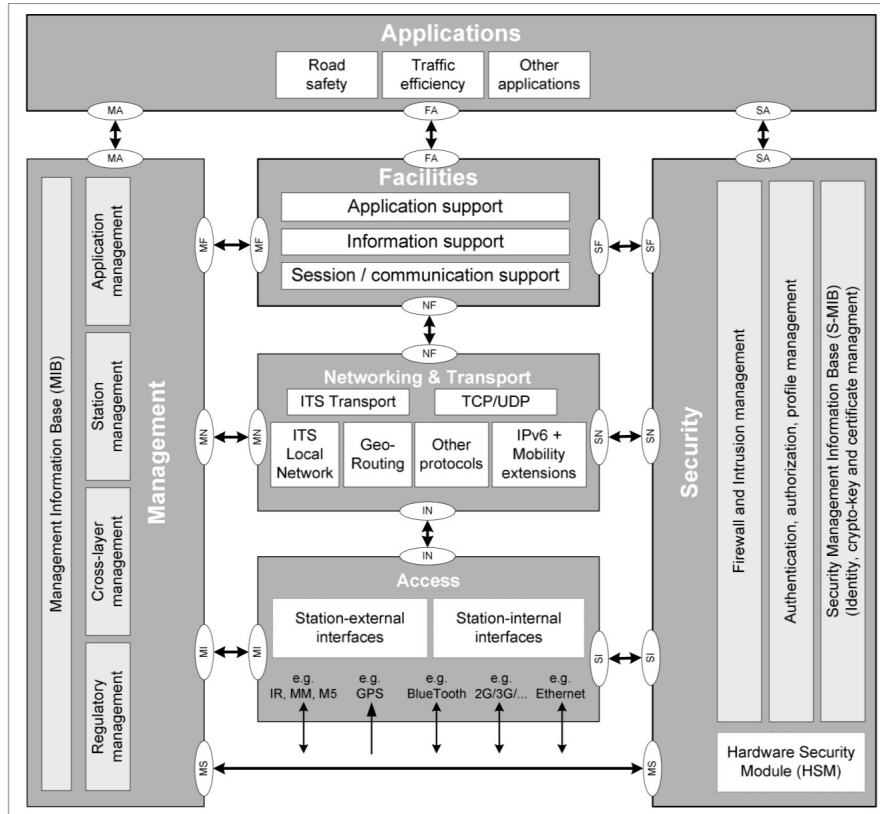 Applications
Road
safety
Traffic
efficiency
Other
applications
MA
FA
SA
MA
FA
SA
Management Information Base (MIB)
Application
management
Station
management
Cross-layer
management
Regulatory
management
Management
MF
MF
MN
MN
MI
MI
MS
Facilities
Application support
Information support
Session / communication support
NF
NF
Networking & Transport
ITS Transport
TCP/UDP
ITS
Local
Network
Geo-
Routing
Other
protocols
IPv6 +
Mobility
extensions
IN
IN
Access
Station-external
interfaces
Station-internal
interfaces
e.g.
IR, MM, M5
e.g.
GPS
e.g.
BlueTooth
e.g.
2G/3G/...
e.g.
Ethernet
SF
SF
SN
SN
SI
SI
MS
Security
Firewall and Intrusion management
Authentication, authorization, profile management
Security Management Information Base (S-MIB)
(Identity, crypto-key and certificate managment)
Hardware Security
Module (HSM)